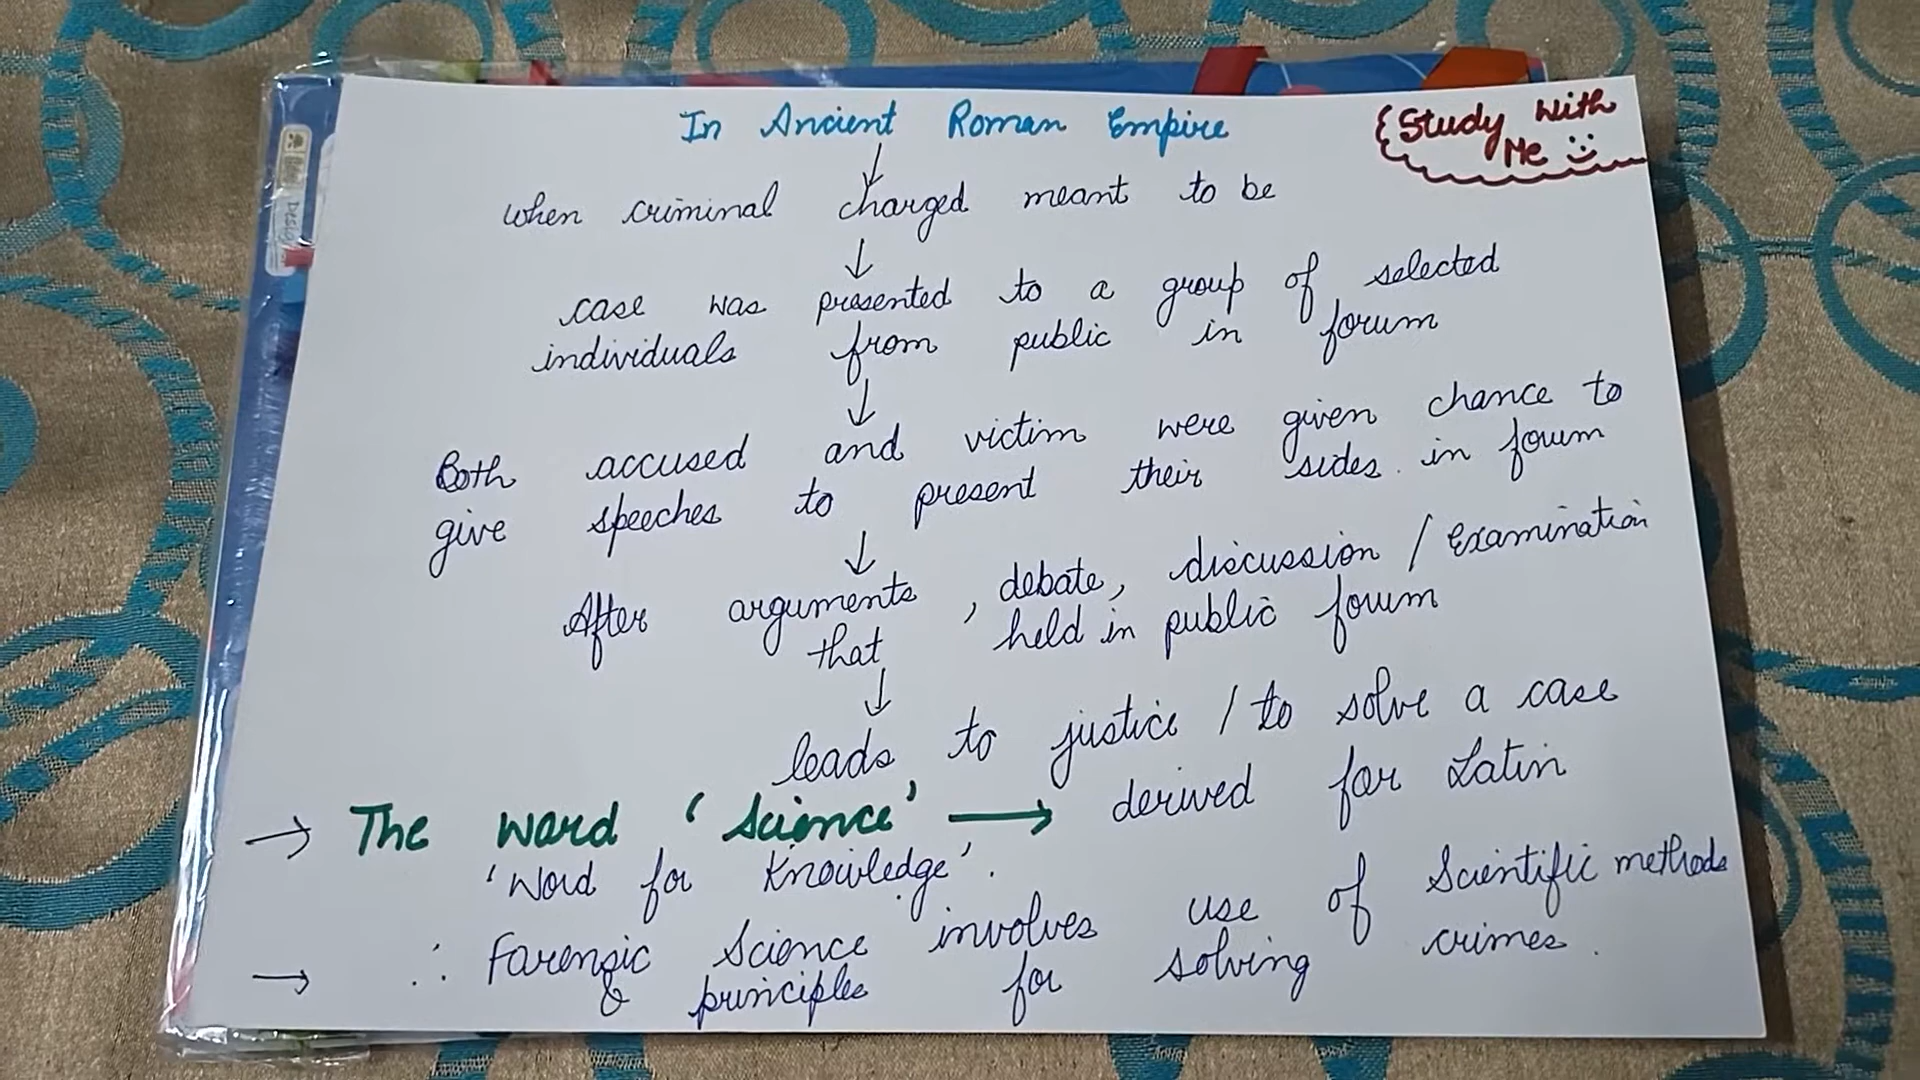 In Ancient Roman Empire
{Study With
Me
↓
when criminal charged meant to be
↓
case was presented to a group of selected
individuals from public in forum
↓
Both accused and victim were given chance to
give speeches to present their sides. in forum
↓
After arguments, debate, discussion / Examination
that held in public forum
↓
leads to justice / to solve a case
→ The word 'Science' → derived for Latin
'Word for Knowledge'.
→ ∴ Forensic Science involves use of Scientific methods
& principles for solving crimes.